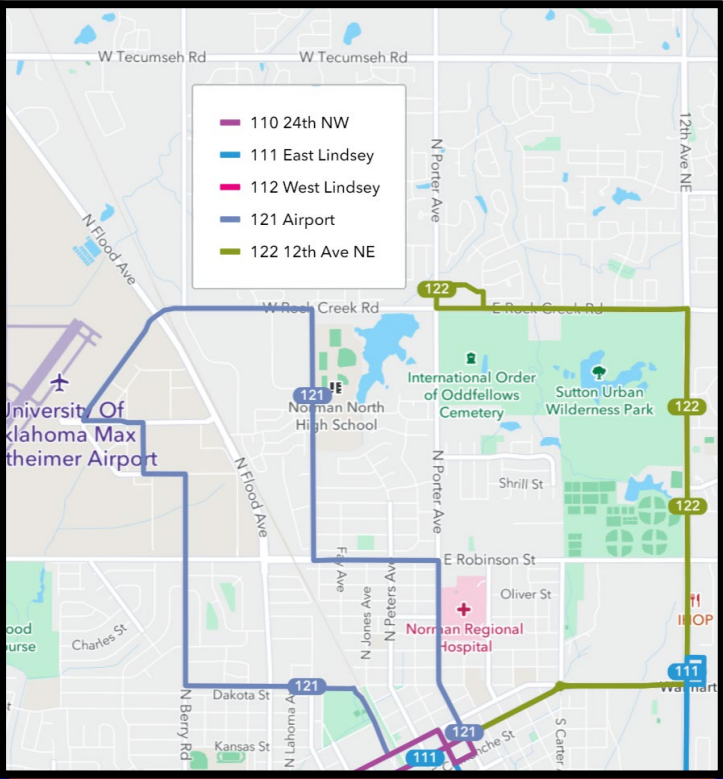 W Tecumseh Rd
W Tecumseh Rd
110 24th NW
111 East Lindsey
112 West Lindsey
121 Airport
122 12th Ave NE
12th Ave NE
N Porter Ave
N Flood Ave
122
W Rock Creek Rd
E Rock Creek Rd
International Order
of Oddfellows
Cemetery
Sutton Urban
Wilderness Park
121
Norman North
High School
122
University Of
klahoma Max
theimer Airport
N Flood Ave
N Porter Ave
Shrill St
122
E Robinson St
Fay Ave
N Jones Ave
N Peters Ave
Oliver St
IHOP
Norman Regional
Hospital
ood
urse
Charles St
111
121
Dakota St
N Berry Rd
N Lahoma A
Kansas St
121
111
S Carter